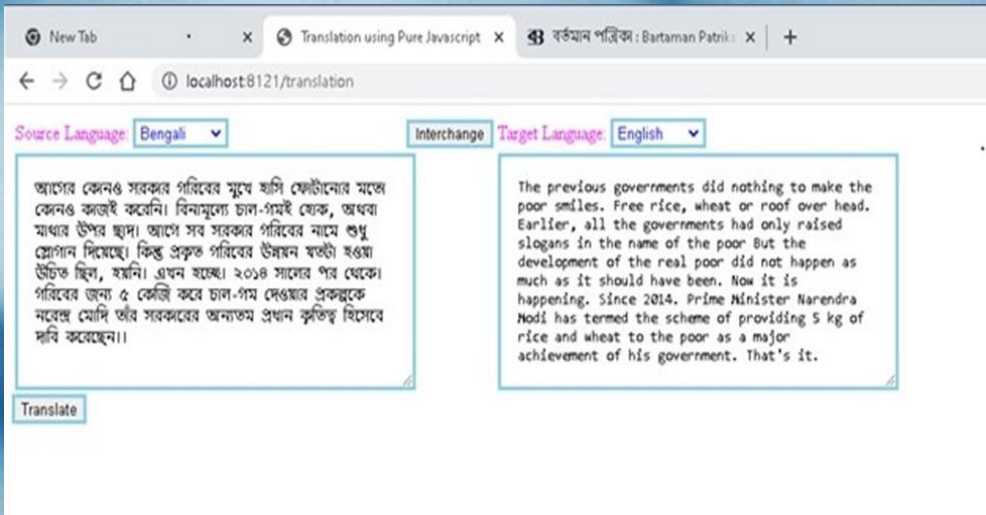 New Tab
Translation using Pure Javascript
বর্তমান পত্রিকা : Bartaman Patrik
localhost:8121/translation
Source Language: Bengali
Interchange
Target Language: English
আগের কোনও সরকার গরিবের মুখে হাসি ফোটানোর মতো
কোনও কাজই করেনি। বিনামূল্যে চাল-গমই হোক, অথবা
মাথার উপর ছাদ। আগে সব সরকার গরিবের নামে শুধু
স্লোগান দিয়েছে। কিন্তু প্রকৃত গরিবের উন্নয়ন যতটা হওয়া
উচিত ছিল, হয়নি। এখন হচ্ছে। ২০১৪ সালের পর থেকে।
গরিবের জন্য ৫ কেজি করে চাল-গম দেওয়ার প্রকল্পকে
নরেন্দ্র মোদি তাঁর সরকারের অন্যতম প্রধান কৃতিত্ব হিসেবে
দাবি করেছেন।।
The previous governments did nothing to make the
poor smiles. Free rice, wheat or roof over head.
Earlier, all the governments had only raised
slogans in the name of the poor But the
development of the real poor did not happen as
much as it should have been. Now it is
happening. Since 2014. Prime Minister Narendra
Modi has termed the scheme of providing 5 kg of
rice and wheat to the poor as a major
achievement of his government. That's it.
Translate